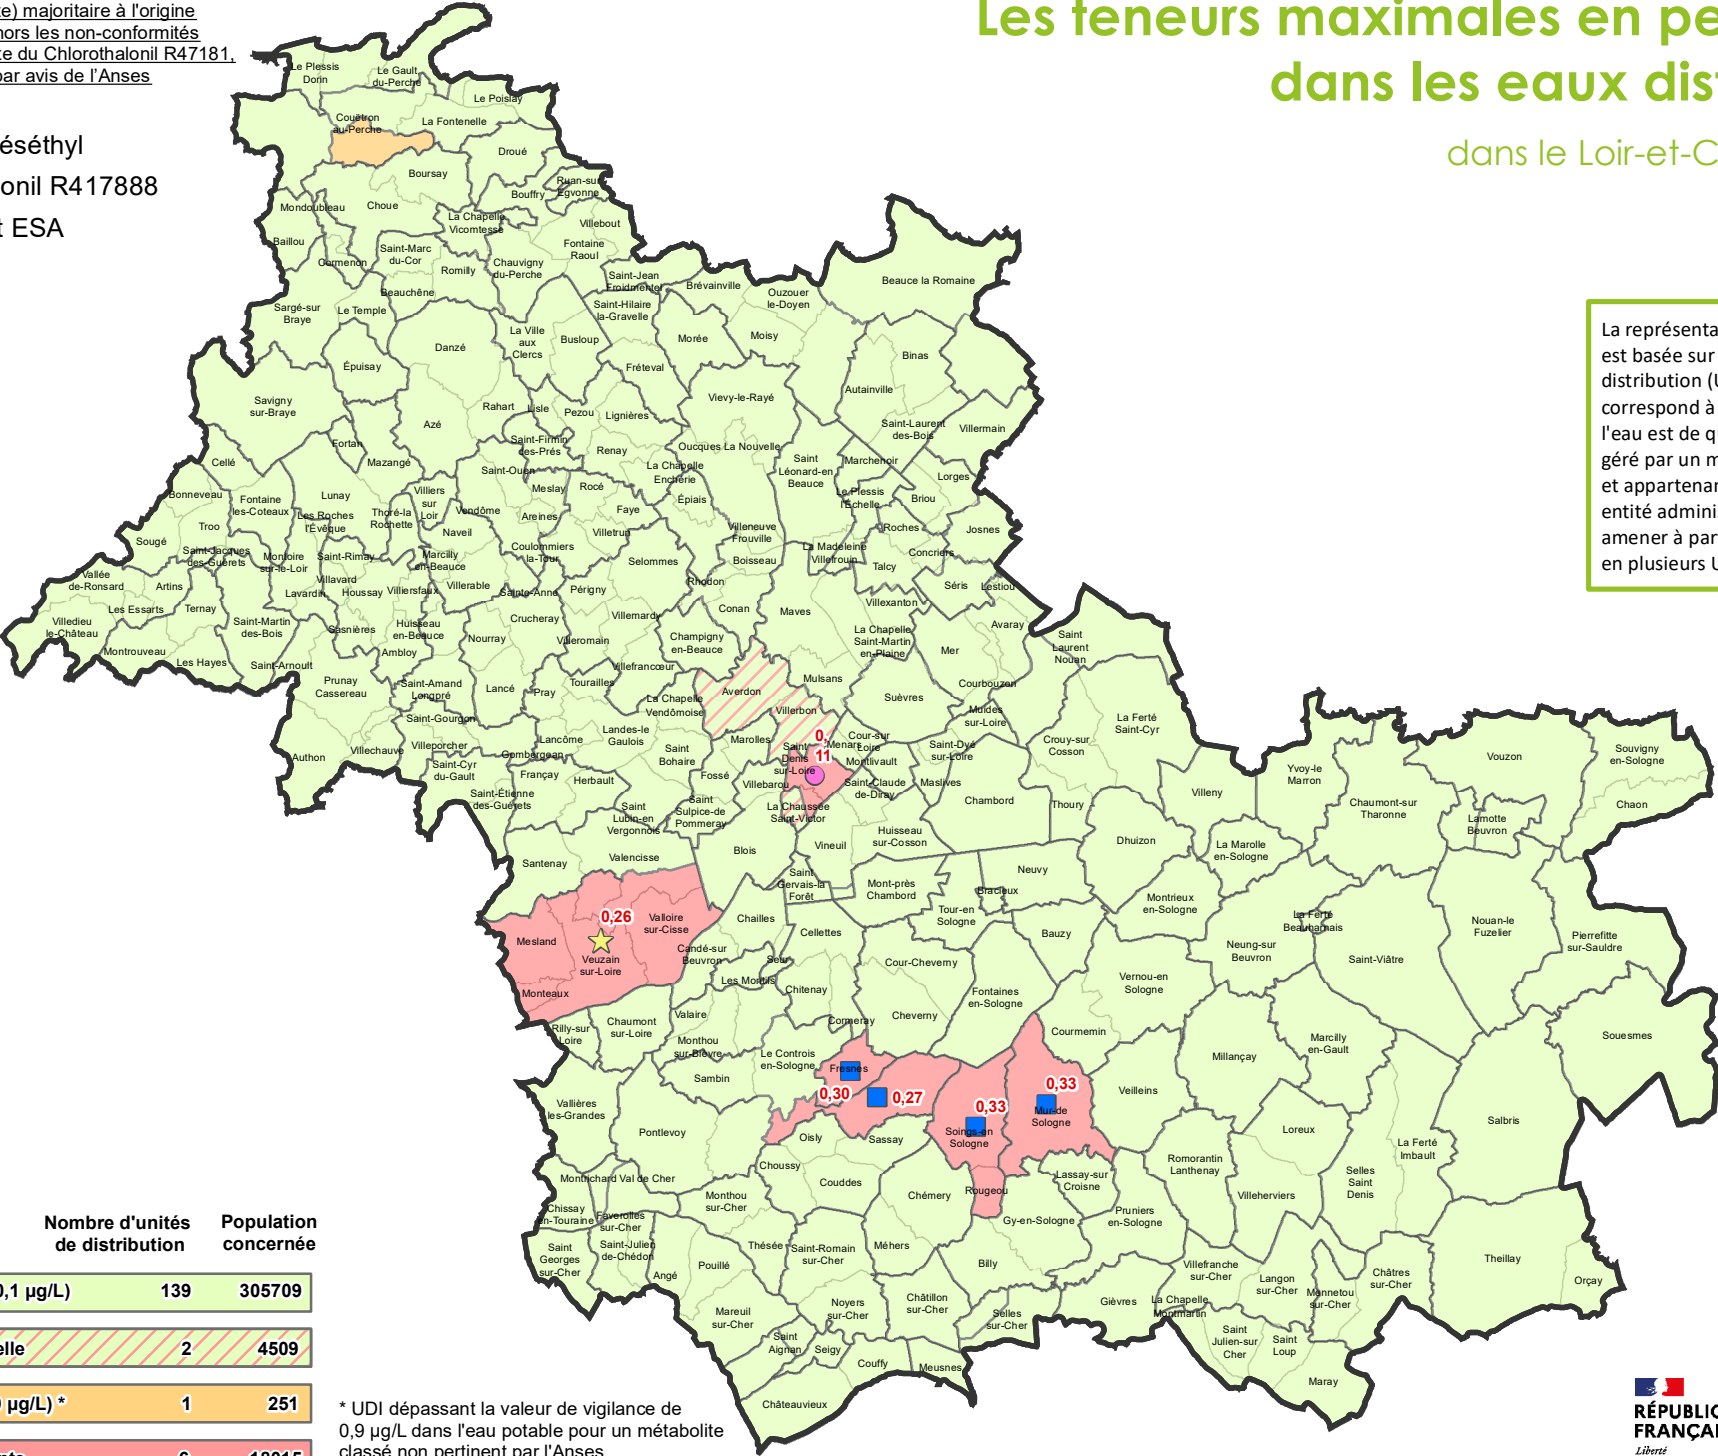 te) majoritaire à l'origine
hors les non-conformités
te du Chlorothalonil R47181,
par avis de l'Anses
éséthyl
onil R417888
t ESA
Les teneurs maximales en pe
dans les eaux dist
dans le Loir-et-C
La représenta
est basée sur
distribution (U
correspond à
l'eau est de q
géré par un m
et appartenan
entité adminis
amener à part
en plusieurs U
Le Plessis
Dorin
Le Gault
du-Perche
Le Poislay
Couëtron
au-Perche
La Fontenelle
Droué
Boursay
Ruan-sur
Egvonne
Bouffry
Mondoubleau
Choue
La Chapelle
Vicomtesse
Villebout
Baillou
Saint-Marc
du-Cor
Fontaine
Raoul
Cormenon
Romilly
Chauvigny
du-Perche
Saint-Jean
Froidmentel
Brévainville
Ouzouer
le-Doyen
Beauce la Romaine
Beauchêne
Sargé-sur
Braye
Le Temple
Saint-Hilaire
la-Gravelle
La Ville
aux
Clercs
Busloup
Morée
Moisy
Danzé
Binas
Épuisay
Fréteval
Autainville
Savigny
sur-Braye
Vievy-le-Rayé
Rahart
Lisle
Pezou
Lignières
Azé
Saint-Laurent
des-Bois
Villermain
Fortan
Saint-Firmin
des-Prés
Renay
Oucques La Nouvelle
Cellé
Mazangé
Saint-Ouen
La Chapelle
Enchérie
Saint
Léonard-en
Beauce
Marchenoir
Lorges
Bonneveau
Fontaine
les-Coteaux
Lunay
Villiers
sur
Loir
Meslay
Rocé
Épiais
Le Plessis
l'Échelle
Briou
Troo
Les Roches
l'Évêque
Thoré-la
Rochette
Vendôme
Areines
Faye
Villeneuve
Frouville
Roches
Josnes
Sougé
Saint-Jacques
des-Guérets
Montoire
sur-le-Loir
Saint-Rimay
Naveil
Villetrun
Marcilly
en-Beauce
Coulommiers
la-Tour
Selommes
Boisseau
La Madeleine
Villefrouin
Talcy
Concriers
Vallée
de-Ronsard
Artins
Villavard
Lavardin
Houssay
Villiersfaux
Villerable
Sainte-Anne
Périgny
Rhodon
Séris
Lestiou
Les Essarts
Ternay
Villedieu
le-Château
Saint-Martin
des-Bois
Sasnières
Huisseau
en-Beauce
Crucheray
Villemardy
Conan
Maves
Villexanton
Avaray
Montrouveau
Les Hayes
Saint-Arnoult
Ambloy
Nourray
Villeromain
Champigny
en-Beauce
La Chapelle
Saint-Martin
en-Plaine
Mer
Saint
Laurent
Nouan
Prunay
Cassereau
Saint-Amand
Longpré
Lancé
Pray
Tourailles
Villefrancœur
Averdon
Mulsans
Courbouzon
La Chapelle
Vendômoise
Villerbon
Suèvres
Muides
sur-Loire
La Ferté
Saint-Cyr
Saint-Gourgon
Authon
Villechauve
Villeporcher
Gombergean
Lancôme
Landes-le
Gaulois
Saint
Bohaire
Marolles
0,
11
Saint
Denis
sur-Loire
Menars
Cour-sur
Loire
Montlivault
Saint-Dyé
sur-Loire
Crouy-sur
Cosson
Saint-Cyr
du-Gault
Françay
Herbault
Fossé
Villebarou
Saint-Claude
de-Diray
Maslives
Saint-Étienne
des-Guérets
Saint
Lubin-en
Vergonnois
Saint
Sulpice-de
Pommeray
La Chaussée
Saint-Victor
Chambord
Thoury
Villeny
Yvoy-le
Marron
Vouzon
Souvigny
en-Sologne
Chaumont-sur
Tharonne
Chaon
Lamotte
Beuvron
Santenay
Valencisse
Blois
Vineuil
Huisseau
sur-Cosson
Dhuizon
La Marolle
en-Sologne
Saint
Gervais-la
Forêt
Mont-près
Chambord
Neuvy
Bracieux
Montrieux
en-Sologne
0,26
Mesland
Valloire
sur-Cisse
Chailles
Cellettes
Tour-en
Sologne
Bauzy
La Ferté
Beauharnais
Nouan-le
Fuzelier
Pierrefitte
sur-Sauldre
Veuzain
sur-Loire
Candé-sur
Beuvron
Seur
Cour-Cheverny
Neung-sur
Beuvron
Saint-Viâtre
Monteaux
Les Montils
Chitenay
Fontaines
en-Sologne
Vernou-en
Sologne
Rilly-sur
Loire
Chaumont
sur-Loire
Valaire
Cormeray
Cheverny
Courmemin
Marcilly
en-Gault
Souesmes
Monthou
sur-Bièvre
Le Controis
en-Sologne
Fresnes
Millançay
Sambin
0,30
0,27
0,33
0,33
Mur-de
Sologne
Veilleins
Vallières
les-Grandes
Pontlevoy
Oisly
Sassay
Soings-en
Sologne
Loreux
Salbris
La Ferté
Imbault
Choussy
Lassay-sur
Croisne
Romorantin
Lanthenay
Selles
Saint
Denis
Montrichard Val de Cher
Monthou
sur-Cher
Couddes
Chémery
Rougeou
Villeherviers
Chissay
en-Touraine
Faverolles
sur-Cher
Gy-en-Sologne
Pruniers
en-Sologne
Saint
Georges
sur-Cher
Saint-Julien
de-Chédon
Angé
Pouillé
Thésée
Saint-Romain
sur-Cher
Méhers
Billy
Villefranche
sur-Cher
Langon
sur-Cher
Mennetou
sur-Cher
Châtres
sur-Cher
Theillay
Orçay
Mareuil
sur-Cher
Noyers
sur-Cher
Châtillon
sur-Cher
Selles
sur-Cher
Gièvres
La Chapelle
Montmartin
Saint
Aignan
Seigy
Couffy
Meusnes
Saint
Julien-sur
Cher
Saint
Loup
Maray
Châteauvieux
Nombre d'unités
de distribution
Population
concernée
0,1 µg/L) 139 305709
elle 2 4509
9 µg/L) * 1 251
* UDI dépassant la valeur de vigilance de
0,9 µg/L dans l'eau potable pour un métabolite
classé non pertinent par l'Anses
RÉPUBLIQ
FRANÇAI
Liberté